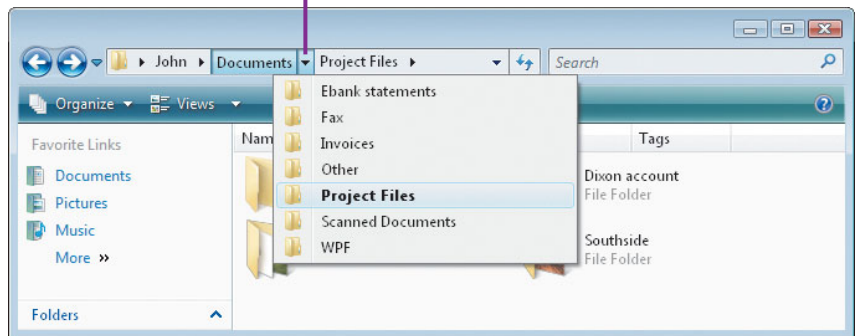 John Documents Project Files Search
Organize Views
Ebank statements
Fax
Invoices
Other
Project Files
Scanned Documents
WPF
Favorite Links
Documents
Pictures
Music
More »
Folders
Nam Tags
Dixon account
File Folder
Southside
File Folder